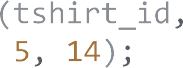 (tshirt_id,
5, 14);